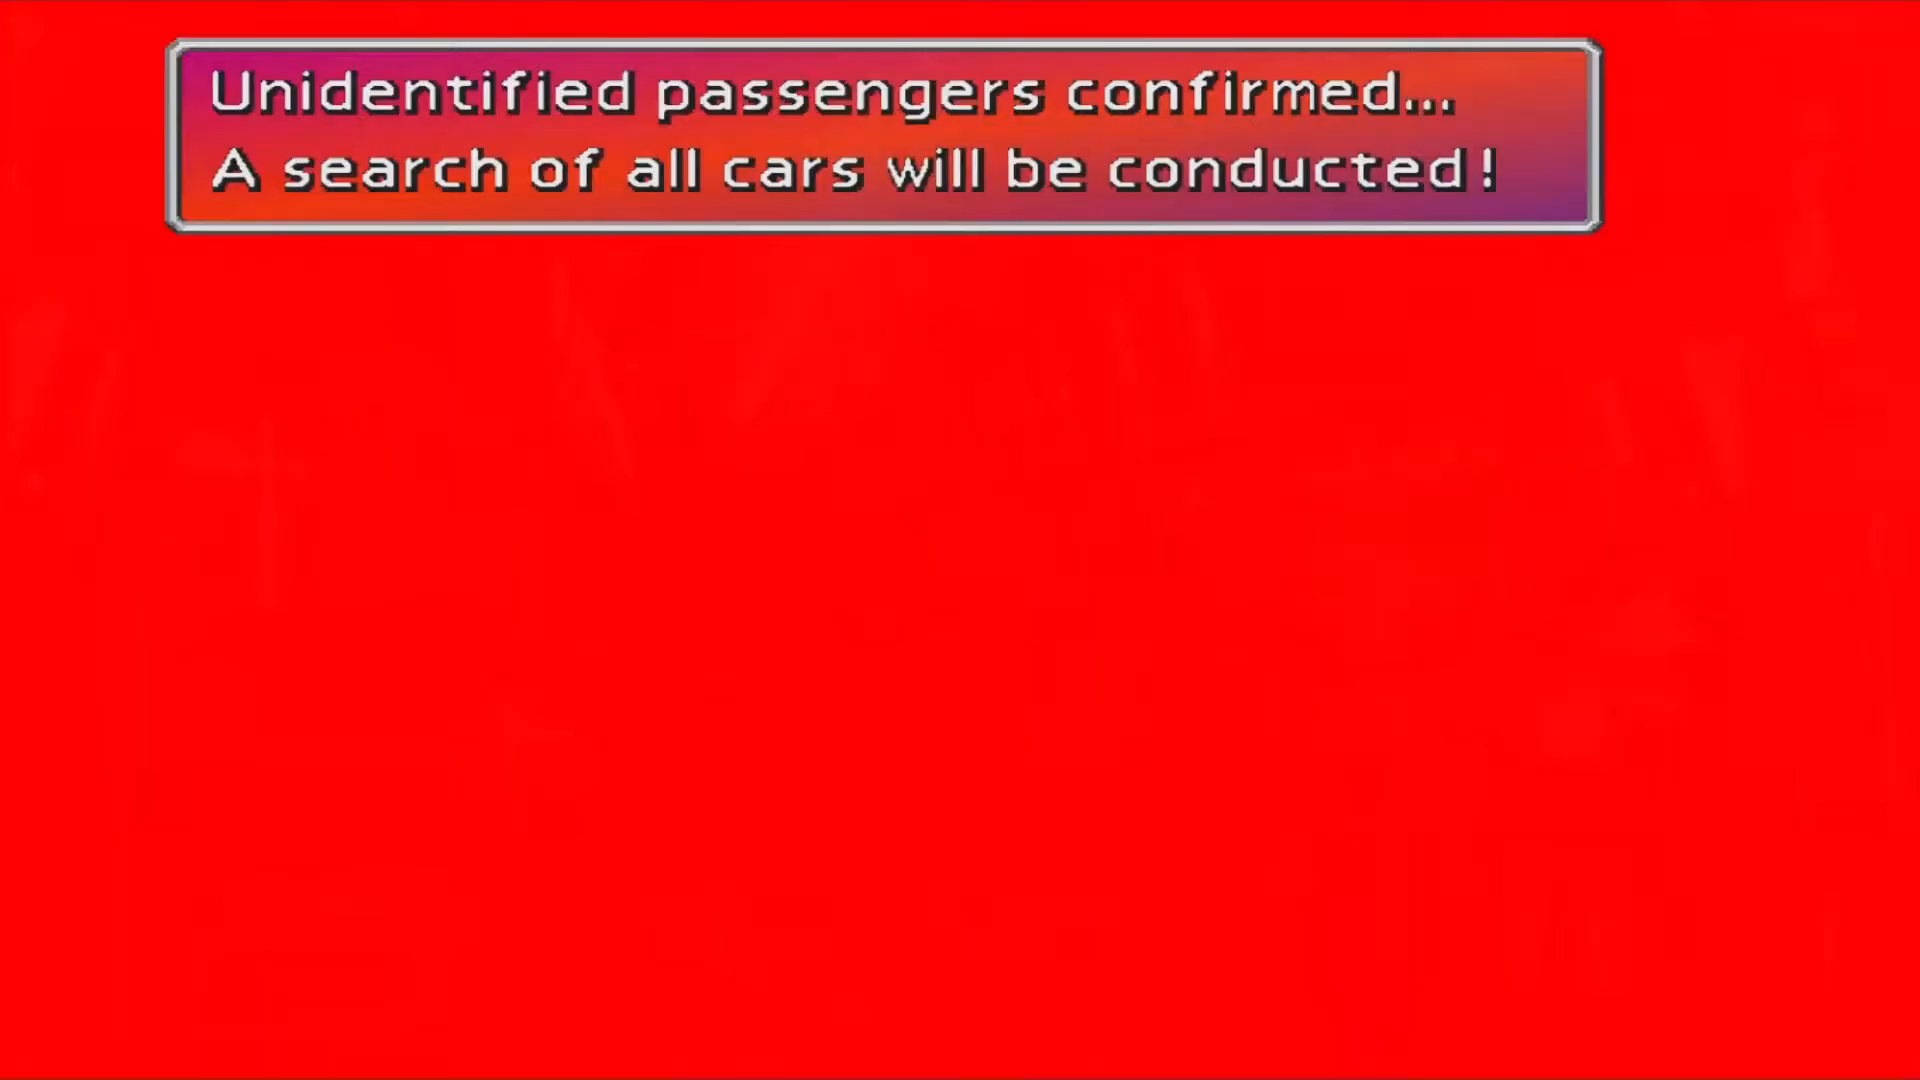 Unidentified passengers confirmed...
A search of all cars will be conducted!